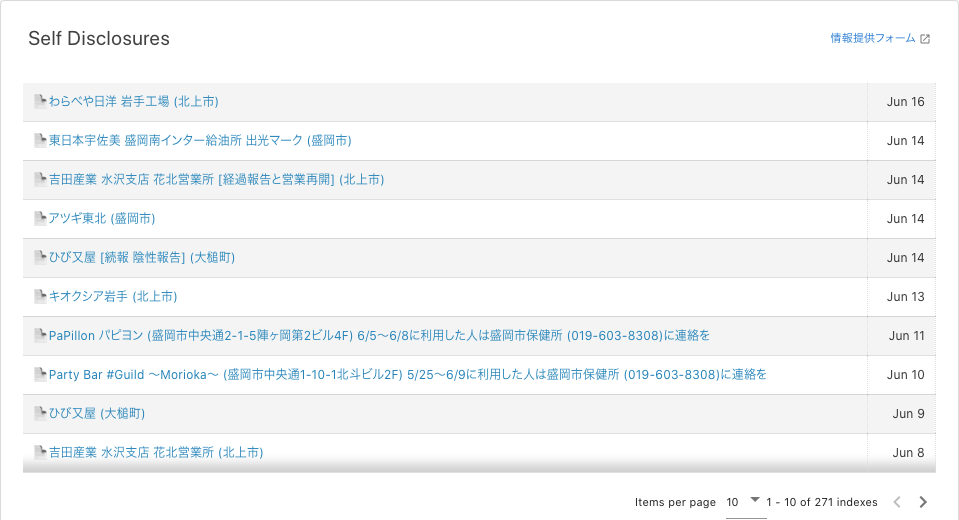 Self Disclosures
情報提供フォーム
わらべや日洋 岩手工場 (北上市) Jun 16
東日本宇佐美 盛岡南インター給油所 出光マーク (盛岡市) Jun 14
吉田産業 水沢支店 花北営業所 [経過報告と営業再開] (北上市) Jun 14
アツギ東北 (盛岡市) Jun 14
ひび又屋 [続報 陰性報告] (大槌町) Jun 14
キオクシア岩手 (北上市) Jun 13
PaPillon パピヨン (盛岡市中央通2-1-5陣ヶ岡第2ビル4F) 6/5〜6/8に利用した人は盛岡市保健所 (019-603-8308)に連絡を Jun 11
Party Bar #Guild 〜Morioka〜 (盛岡市中央通1-10-1北斗ビル2F) 5/25〜6/9に利用した人は盛岡市保健所 (019-603-8308)に連絡を Jun 10
ひび又屋 (大槌町) Jun 9
吉田産業 水沢支店 花北営業所 (北上市) Jun 8
Items per page 10 1 - 10 of 271 indexes